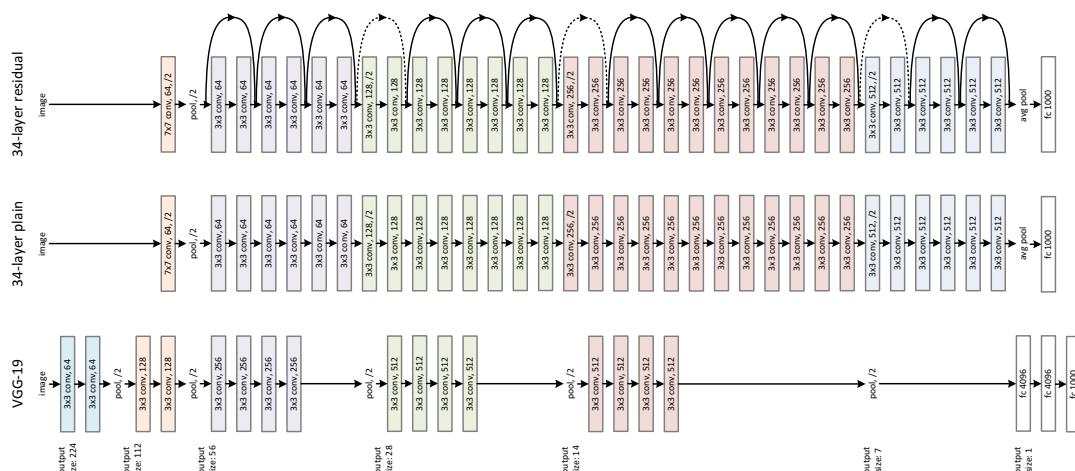 34-layer residual
image
7x7 conv, 64, /2
pool, /2
3x3 conv, 64
3x3 conv, 64
3x3 conv, 64
3x3 conv, 64
3x3 conv, 64
3x3 conv, 64
3x3 conv, 128, /2
3x3 conv, 128
3x3 conv, 128
3x3 conv, 128
3x3 conv, 128
3x3 conv, 128
3x3 conv, 128
3x3 conv, 128
3x3 conv, 256, /2
3x3 conv, 256
3x3 conv, 256
3x3 conv, 256
3x3 conv, 256
3x3 conv, 256
3x3 conv, 256
3x3 conv, 256
3x3 conv, 256
3x3 conv, 256
3x3 conv, 256
3x3 conv, 256
3x3 conv, 512, /2
3x3 conv, 512
3x3 conv, 512
3x3 conv, 512
3x3 conv, 512
3x3 conv, 512
avg pool
fc 1000
34-layer plain
image
7x7 conv, 64, /2
pool, /2
3x3 conv, 64
3x3 conv, 64
3x3 conv, 64
3x3 conv, 64
3x3 conv, 64
3x3 conv, 64
3x3 conv, 128, /2
3x3 conv, 128
3x3 conv, 128
3x3 conv, 128
3x3 conv, 128
3x3 conv, 128
3x3 conv, 128
3x3 conv, 128
3x3 conv, 256, /2
3x3 conv, 256
3x3 conv, 256
3x3 conv, 256
3x3 conv, 256
3x3 conv, 256
3x3 conv, 256
3x3 conv, 256
3x3 conv, 256
3x3 conv, 256
3x3 conv, 256
3x3 conv, 256
3x3 conv, 512, /2
3x3 conv, 512
3x3 conv, 512
3x3 conv, 512
3x3 conv, 512
3x3 conv, 512
avg pool
fc 1000
VGG-19
image
3x3 conv, 64
3x3 conv, 64
pool, /2
3x3 conv, 128
3x3 conv, 128
pool, /2
3x3 conv, 256
3x3 conv, 256
3x3 conv, 256
3x3 conv, 256
pool, /2
3x3 conv, 512
3x3 conv, 512
3x3 conv, 512
3x3 conv, 512
pool, /2
3x3 conv, 512
3x3 conv, 512
3x3 conv, 512
3x3 conv, 512
pool, /2
fc 4096
fc 4096
fc 1000
output
size: 224
output
size: 112
output
size: 56
output
size: 28
output
size: 14
output
size: 7
output
size: 1